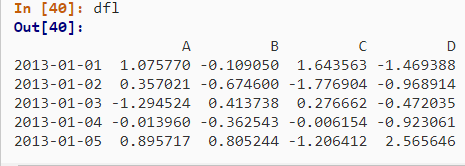 In [40]: dfl
Out[40]:
A B C D
2013-01-01 1.075770 -0.109050 1.643563 -1.469388
2013-01-02 0.357021 -0.674600 -1.776904 -0.968914
2013-01-03 -1.294524 0.413738 0.276662 -0.472035
2013-01-04 -0.013960 -0.362543 -0.006154 -0.923061
2013-01-05 0.895717 0.805244 -1.206412 2.565646